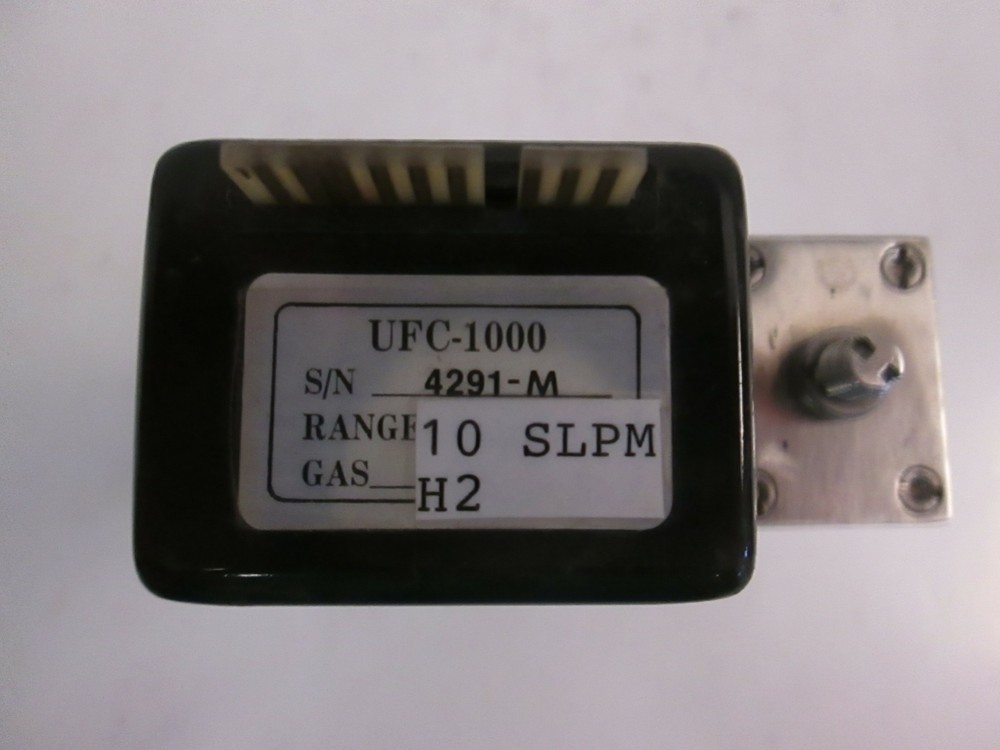 UFC-1000
S/N 4291-M
RANGE 10 SLPM
GAS H2